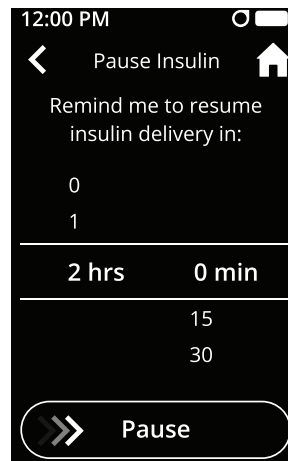 12:00 PM
Pause Insulin
Remind me to resume
insulin delivery in:
0
1
2 hrs 0 min
15
30
Pause